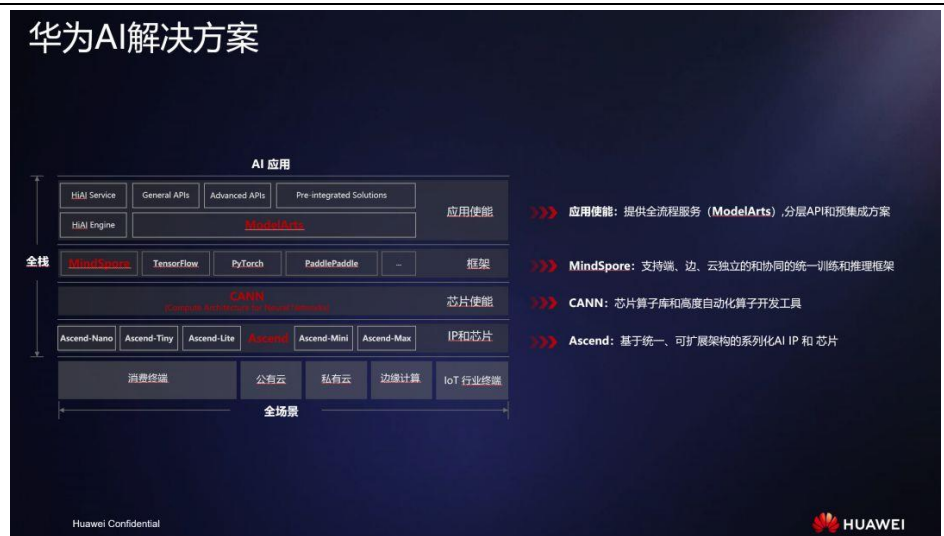 华为AI解决方案
AI 应用
HiAI Service General APIs Advanced APIs Pre-integrated Solutions
HiAI Engine ModelArts
应用使能
应用使能：提供全流程服务（ModelArts）,分层API和预集成方案
全栈
MindSpore TensorFlow PyTorch PaddlePaddle ...
框架
MindSpore：支持端、边、云独立的和协同的统一训练和推理框架
CANN
(Compute Architecture for Neural Networks)
芯片使能
CANN：芯片算子库和高度自动化算子开发工具
Ascend-Nano Ascend-Tiny Ascend-Lite Ascend Ascend-Mini Ascend-Max
IP和芯片
Ascend：基于统一、可扩展架构的系列化AI IP 和 芯片
消费终端 公有云 私有云 边缘计算 IoT 行业终端
全场景
Huawei Confidential
HUAWEI